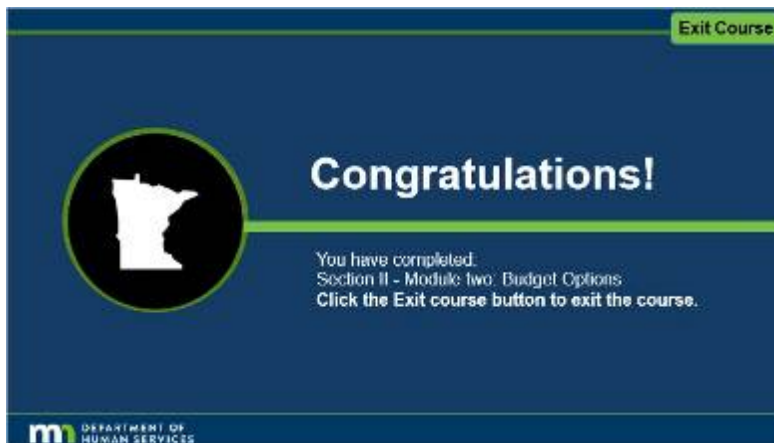 Exit Course
Congratulations!
You have completed:
Section II - Module two: Budget Options
Click the Exit course button to exit the course.
mn DEPARTMENT OF
HUMAN SERVICES